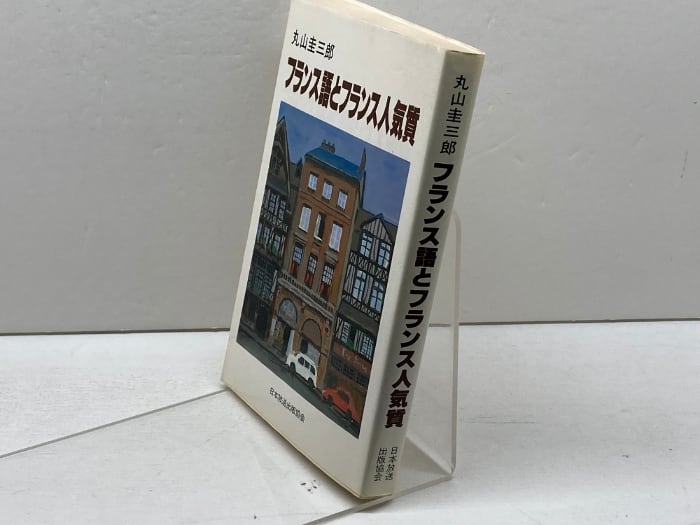 丸山圭三郎
フランス語とフランス人気質
日本放送出版協会
丸山圭三郎
フランス語とフランス人気質
日本放送
出版協会